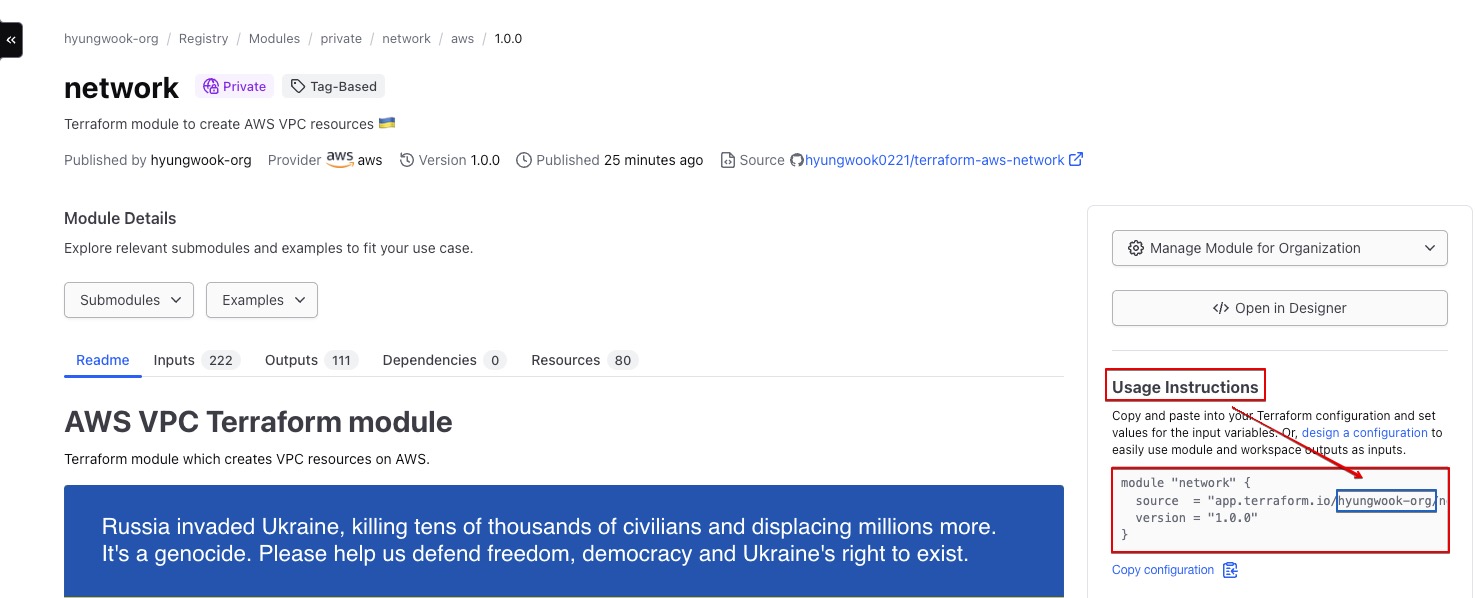 «
hyungwook-org / Registry / Modules / private / network / aws / 1.0.0
network Private Tag-Based
Terraform module to create AWS VPC resources
Published by hyungwook-org Provider aws aws Version 1.0.0 Published 25 minutes ago Source hyungwook0221/terraform-aws-network
Module Details
Explore relevant submodules and examples to fit your use case.
Submodules Examples
Readme Inputs 222 Outputs 111 Dependencies 0 Resources 80
AWS VPC Terraform module
Terraform module which creates VPC resources on AWS.
Russia invaded Ukraine, killing tens of thousands of civilians and displacing millions more.
It's a genocide. Please help us defend freedom, democracy and Ukraine's right to exist.
Manage Module for Organization
</> Open in Designer
Usage Instructions
Copy and paste into your Terraform configuration and set
values for the input variables. Or, design a configuration to
easily use module and workspace outputs as inputs.
module "network" {
  source  = "app.terraform.io/hyungwook-org/n
  version = "1.0.0"
}
Copy configuration